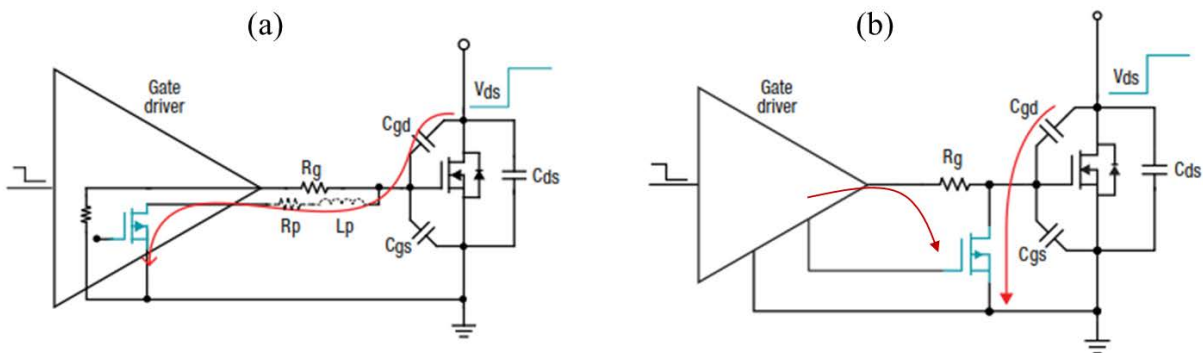 (a)
Gate
driver
Vds
Cgd
Rg
Cds
Rp
Lp
Cgs
(b)
Gate
driver
Vds
Cgd
Rg
Cds
Cgs